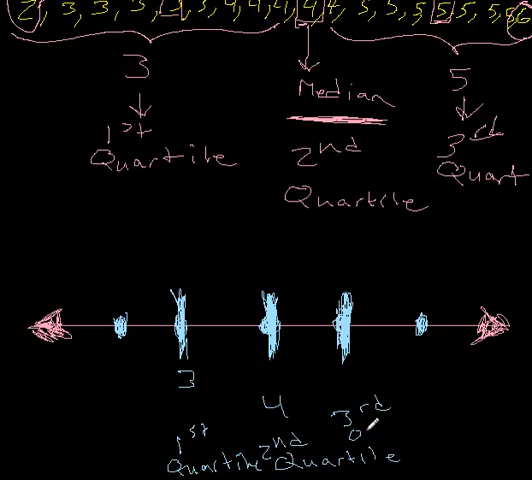 2, 3, 3, 3, 3, 3, 4, 4, 4, 4, 4, 5, 5, 5, 5, 5, 5, 6
3
5
Median
1st
Quartile
2nd
Quartile
3rd
Quart
3
4
3rd
1st
2nd
Quartile
Quartile